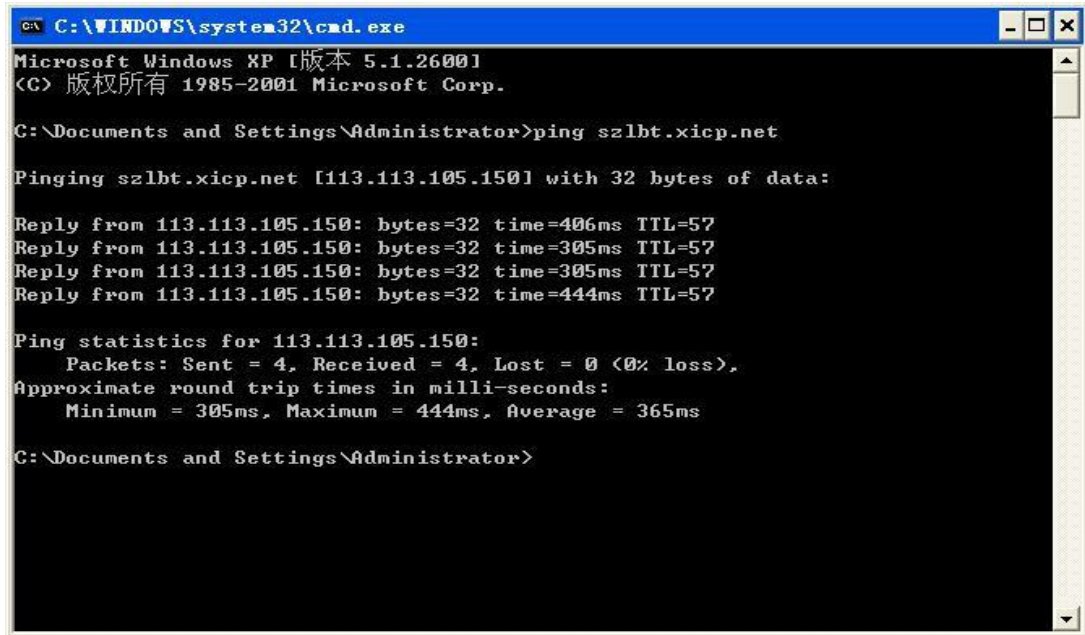 C:\WINDOWS\system32\cmd.exe
Microsoft Windows XP [版本 5.1.2600]
(C) 版权所有 1985-2001 Microsoft Corp.
C:\Documents and Settings\Administrator>ping szlbt.xicp.net
Pinging szlbt.xicp.net [113.113.105.150] with 32 bytes of data:
Reply from 113.113.105.150: bytes=32 time=406ms TTL=57
Reply from 113.113.105.150: bytes=32 time=305ms TTL=57
Reply from 113.113.105.150: bytes=32 time=305ms TTL=57
Reply from 113.113.105.150: bytes=32 time=444ms TTL=57
Ping statistics for 113.113.105.150:
    Packets: Sent = 4, Received = 4, Lost = 0 (0% loss),
Approximate round trip times in milli-seconds:
    Minimum = 305ms, Maximum = 444ms, Average = 365ms
C:\Documents and Settings\Administrator>